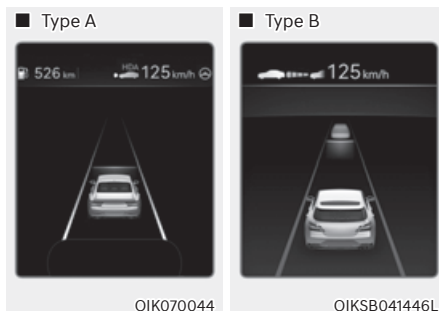 ■ Type A
526 km
HDA
125 km/h
OIK070044
■ Type B
125 km/h
OIKSB041446L